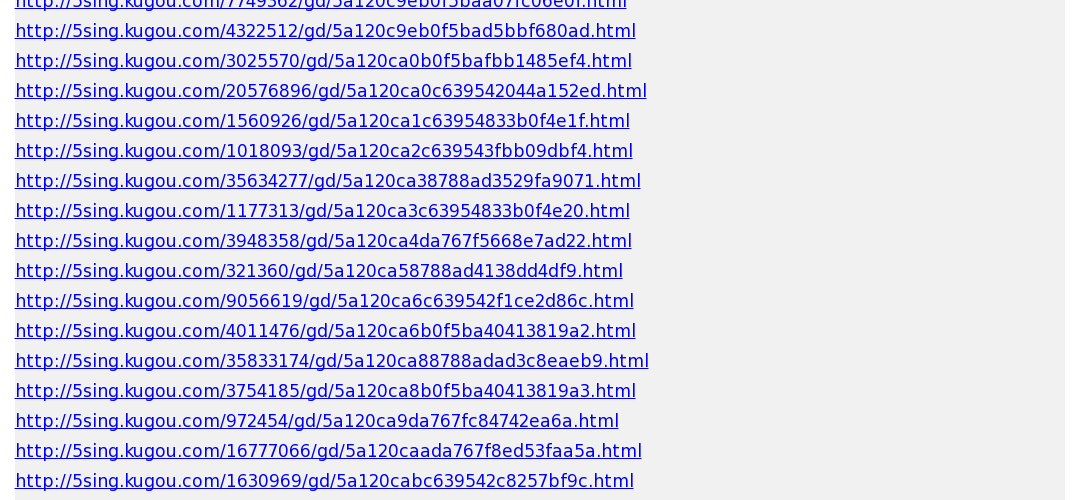 http://5sing.kugou.com/7749362/gd/5a120c9eb0f5baa07fc06e0f.html
http://5sing.kugou.com/4322512/gd/5a120c9eb0f5bad5bbf680ad.html
http://5sing.kugou.com/3025570/gd/5a120ca0b0f5bafbb1485ef4.html
http://5sing.kugou.com/20576896/gd/5a120ca0c639542044a152ed.html
http://5sing.kugou.com/1560926/gd/5a120ca1c63954833b0f4e1f.html
http://5sing.kugou.com/1018093/gd/5a120ca2c639543fbb09dbf4.html
http://5sing.kugou.com/35634277/gd/5a120ca38788ad3529fa9071.html
http://5sing.kugou.com/1177313/gd/5a120ca3c63954833b0f4e20.html
http://5sing.kugou.com/3948358/gd/5a120ca4da767f5668e7ad22.html
http://5sing.kugou.com/321360/gd/5a120ca58788ad4138dd4df9.html
http://5sing.kugou.com/9056619/gd/5a120ca6c639542f1ce2d86c.html
http://5sing.kugou.com/4011476/gd/5a120ca6b0f5ba40413819a2.html
http://5sing.kugou.com/35833174/gd/5a120ca88788adad3c8eaeb9.html
http://5sing.kugou.com/3754185/gd/5a120ca8b0f5ba40413819a3.html
http://5sing.kugou.com/972454/gd/5a120ca9da767fc84742ea6a.html
http://5sing.kugou.com/16777066/gd/5a120caada767f8ed53faa5a.html
http://5sing.kugou.com/1630969/gd/5a120cabc639542c8257bf9c.html